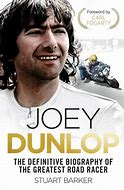 Foreword by
CARL
FOGARTY
JOEY
DUNLOP
THE DEFINITIVE BIOGRAPHY
OF THE GREATEST ROAD RACER
STUART BARKER